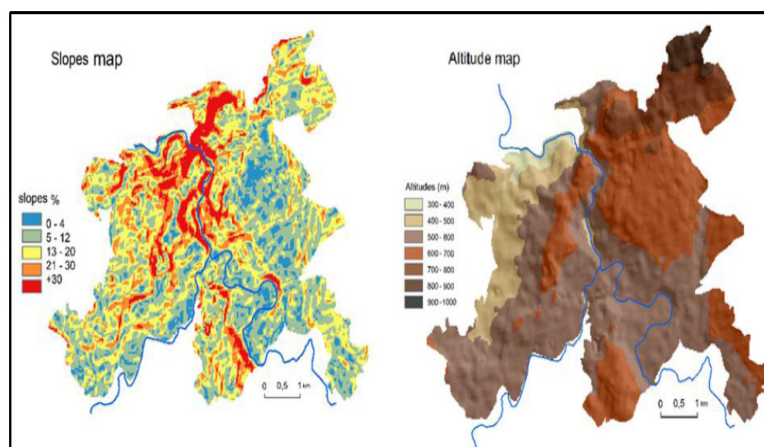 Slopes map
slopes %
0 - 4
5 - 12
13 - 20
21 - 30
+30
0 0,5 1 km
Altitude map
Altitudes (m)
300 - 400
400 - 500
500 - 600
600 - 700
700 - 800
800 - 900
900-1000
0 0,5 1 km